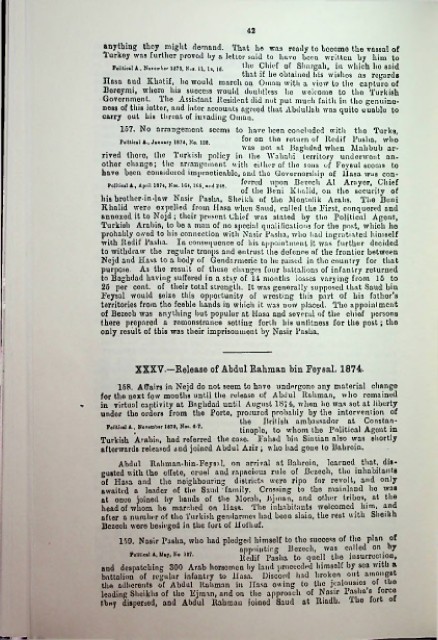 42
anything they might demand. That he was ready to become the vassal of
Turkey was further proved by a letter said to have been written by him to
Political A., November 1873, Nos. 15, 1a, 16.
the Chief of Shargah, in which he said
that if he obtained his wishes as regards
Hasa and Khatif, he would march on Oman with a view to the capture of
Bereymi, where his success would doubtless be welcome to the Turkish
Government. The Assistant Resident did not put much faith in the genuine-
ness of this letter, and later accounts agreed that Abdullah was quite unable to
carry out his threat of invading Oman.
157. No arrangement seems to have been concluded with the Turks,
Political A., January 1874, No. 128.
for on the return of Redif Pasha, who
was not at Baghdad when Mahbub ar-
rived there, the Turkish policy in the Wahabi territory underwent an-
other change; the arrangement with either of the sons of Feysal seems to
have been considered impracticable, and the Governorship of Hasa was con-
Political A., April 1874, Nos.
ferred upon Bezech Al Arayer, Chief
of the Beni Khalid, on the security of
his brother-in-law Nasir Pasha, Sheikh of the Montefik Arabs. The Beni
Khalid were expelled from Hasa when Saud, called the First, conquered and
annexed it to Nejd; their present Chief was stated by the Political Agent,
Turkish Arabia, to be a man of no special qualifications for the post, which he
probably owed to his connection with Nasir Pasha, who had ingratiated himself
with Redif Pasha. In consequence of his appointment it was further decided
to withdraw the regular troops and entrust the defence of the frontier between
Nejd and Hasa to a body of Gendarmerie to be raised in the country for that
purpose. As the result of these changes four battalions of infantry returned
to Baghdad having suffered in a stay of 14 months losses varying from 15 to
25 per cent. of their total strength. It was generally supposed that Saud bin
Feysal would seize this opportunity of wresting this part of his father's
territories from the feeble hands in which it was now placed. The appointment
of Bezech was anything but popular at Hasa and several of the chief persons
there prepared a remonstrance setting forth his unfitness for the post; the
only result of this was their imprisonment by Nasir Pasha.
XXXV.—Release of Abdul Rahman bin Feysal. 1874.
158. Affairs in Nejd do not seem to have undergone any material change
for the next few months until the release of Abdul Rahman, who remained
in virtual captivity at Baghdad until August 1874, when he was set at liberty
under the orders from the Porte, procured probably by the intervention of
Political A., November 1873, Nos. 4-9.
the British ambassador at Constan-
tinople, to whom the Political Agent in
Turkish Arabia, had referred the case. Fahad bin Sintian also was shortly
afterwards released and joined Abdul Aziz; who had gone to Bahrein.
Abdul Rahman-bin-Feysul, on arrival at Bahrein, learned that, dis-
gusted with the effete, cruel and rapacious rule of Bezech, the inhabitants
of Hasa and the neighbouring districts were ripe for revolt, and only
awaited a leader of the Saud family. Crossing to the mainland he was
at once joined by bands of the Morah, Ejman, and other tribes, at the
head of whom he marched on Hasa. The inhabitants welcomed him, and
after a number of the Turkish gendarmes had been slain, the rest with Sheikh
Bezech were besieged in the fort of Hofhuf.
159. Nasir Pasha, who had pledged himself to the success of the plan of
Political A, May, No. 187.
appointing Bezech, was called on by
Redif Pasha to quell the insurrection,
and despatching 300 Arab horsemen by land proceeded himself by sea with a
battalion of regular infantry to Hasa. Discord had broken out amongst
the adherents of Abdul Rahman in Hasa owing to the jealousies of the
leading Sheikhs of the Ejman, and on the approach of Nasir Pasha's force
they dispersed, and Abdul Rahman joined Saud at Riadh. The fort of